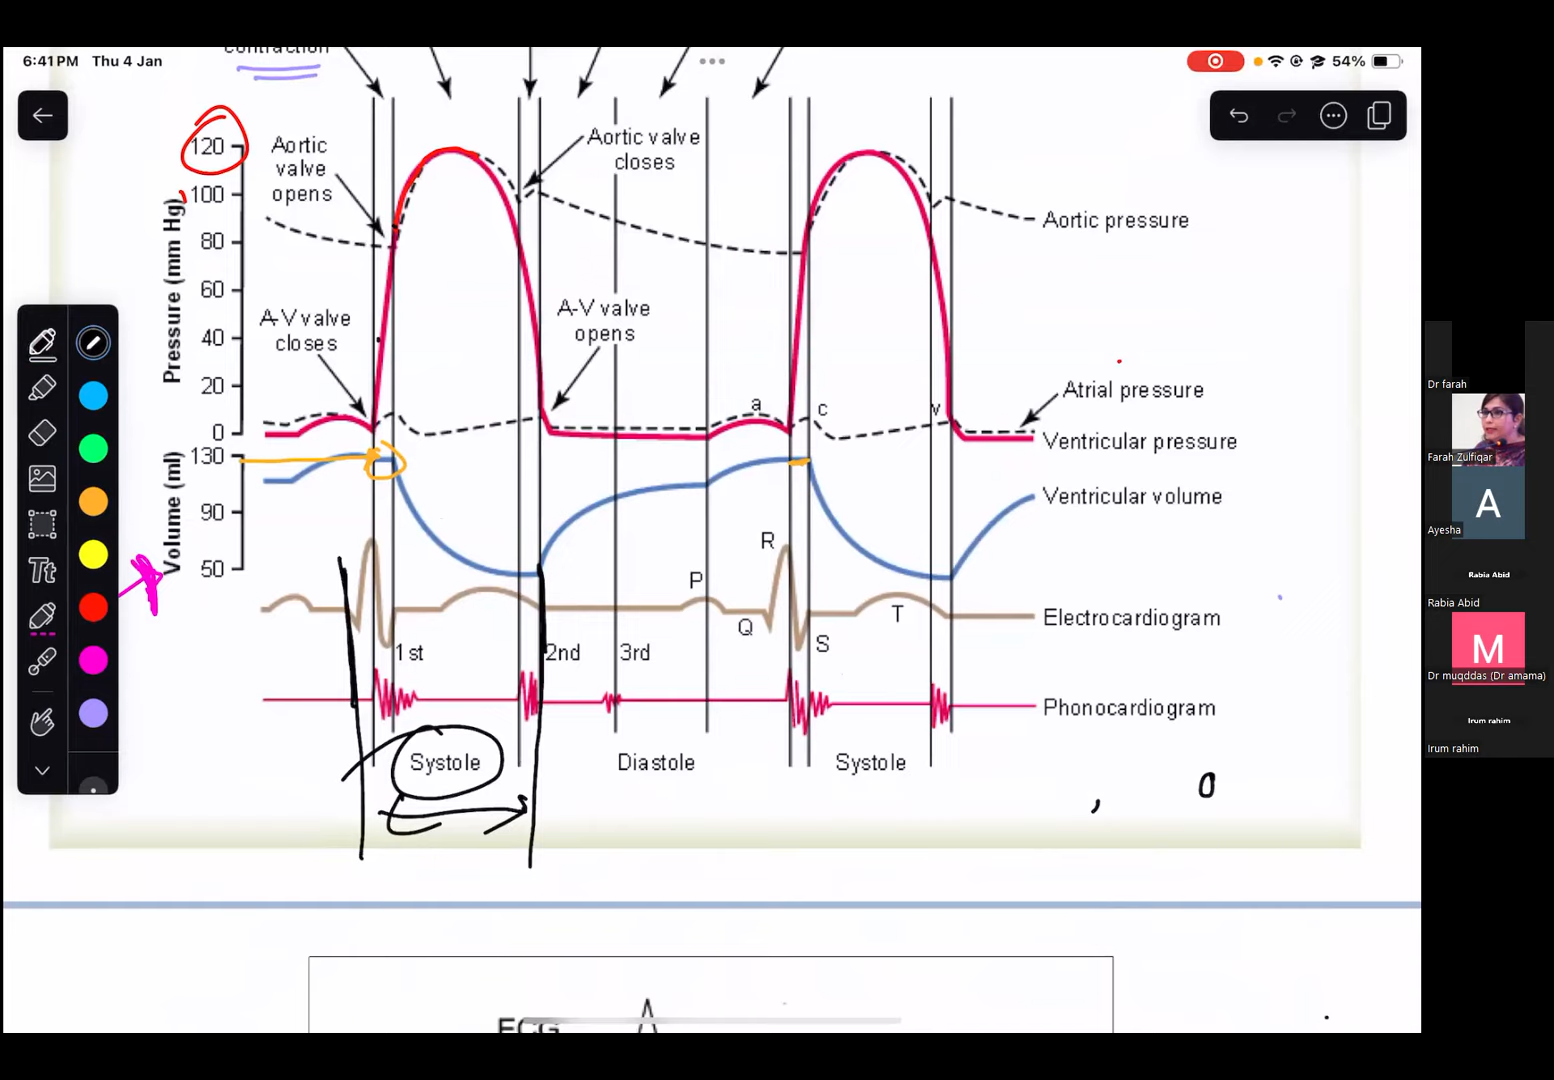 contraction
6:41 PM Thu 4 Jan
54%
120
100
80
60
40
20
0
Pressure (mm Hg)
Aortic
valve
opens
Aortic valve
closes
Aortic pressure
A-V valve
closes
A-V valve
opens
a
c
v
Atrial pressure
Ventricular pressure
130
90
50
Volume (ml)
Ventricular volume
R
P
Q
S
T
Electrocardiogram
1st
2nd
3rd
Phonocardiogram
Systole
Diastole
Systole
ECG
Tt
Dr farah
Farah Zulfiqar
A
Ayesha
Rabia Abid
Rabia Abid
M
Dr muqddas (Dr amama)
Irum rahim
Irum rahim